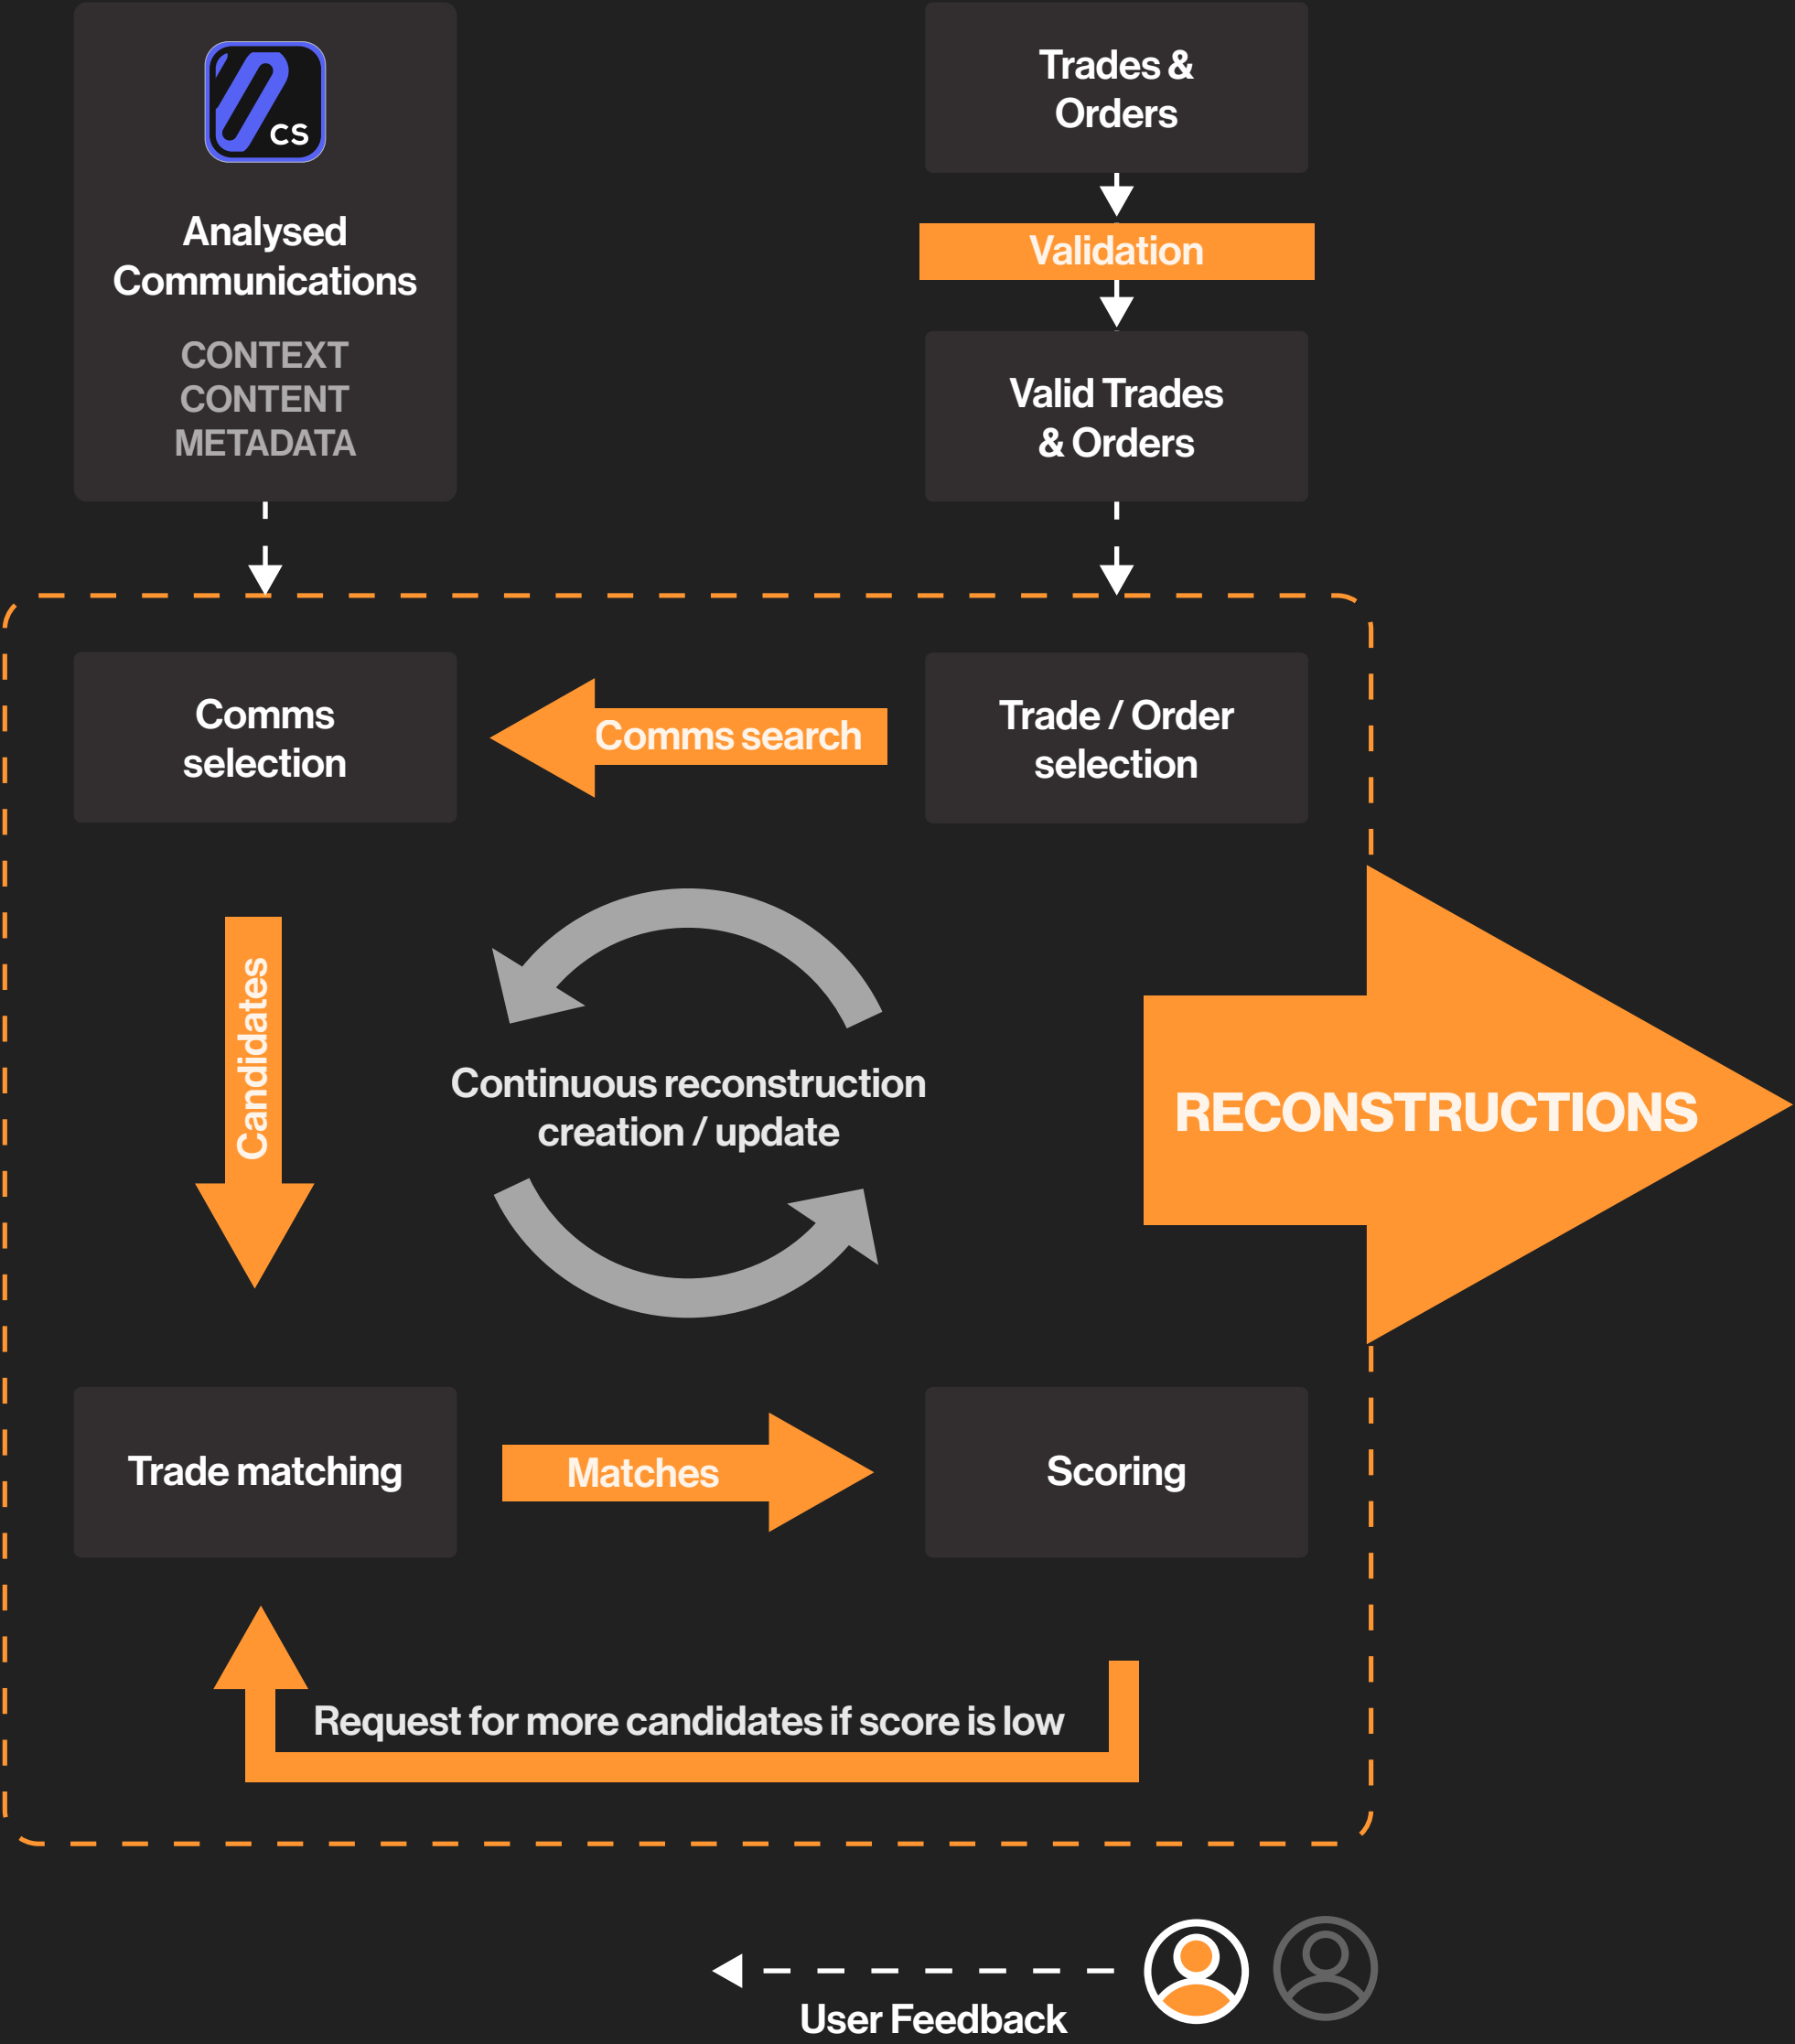 CS
Analysed
Communications
CONTEXT
CONTENT
METADATA
Trades &
Orders
Validation
Valid Trades
& Orders
Comms
selection
Comms search
Trade / Order
selection
Candidates
Continuous reconstruction
creation / update
RECONSTRUCTIONS
Trade matching
Matches
Scoring
Request for more candidates if score is low
User Feedback